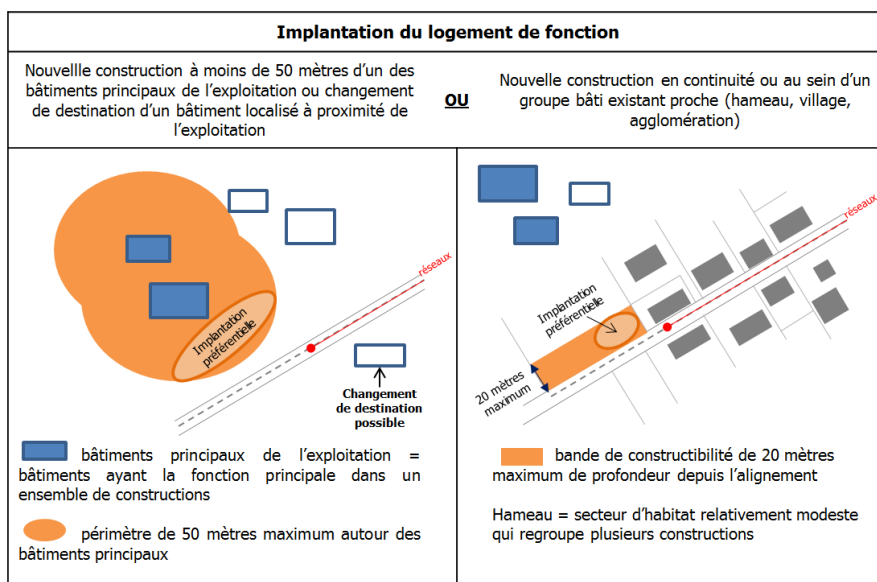 Implantation du logement de fonction
Nouvellle construction à moins de 50 mètres d'un des
bâtiments principaux de l'exploitation ou changement
de destination d'un bâtiment localisé à proximité de
l'exploitation
OU
Nouvelle construction en continuité ou au sein d'un
groupe bâti existant proche (hameau, village,
agglomération)
réseaux
Implantation
préférentielle
Changement
de destination
possible
bâtiments principaux de l'exploitation =
bâtiments ayant la fonction principale dans un
ensemble de constructions
périmètre de 50 mètres maximum autour des
bâtiments principaux
réseaux
Implantation
préférentielle
20 mètres
maximum
bande de constructibilité de 20 mètres
maximum de profondeur depuis l'alignement
Hameau = secteur d'habitat relativement modeste
qui regroupe plusieurs constructions